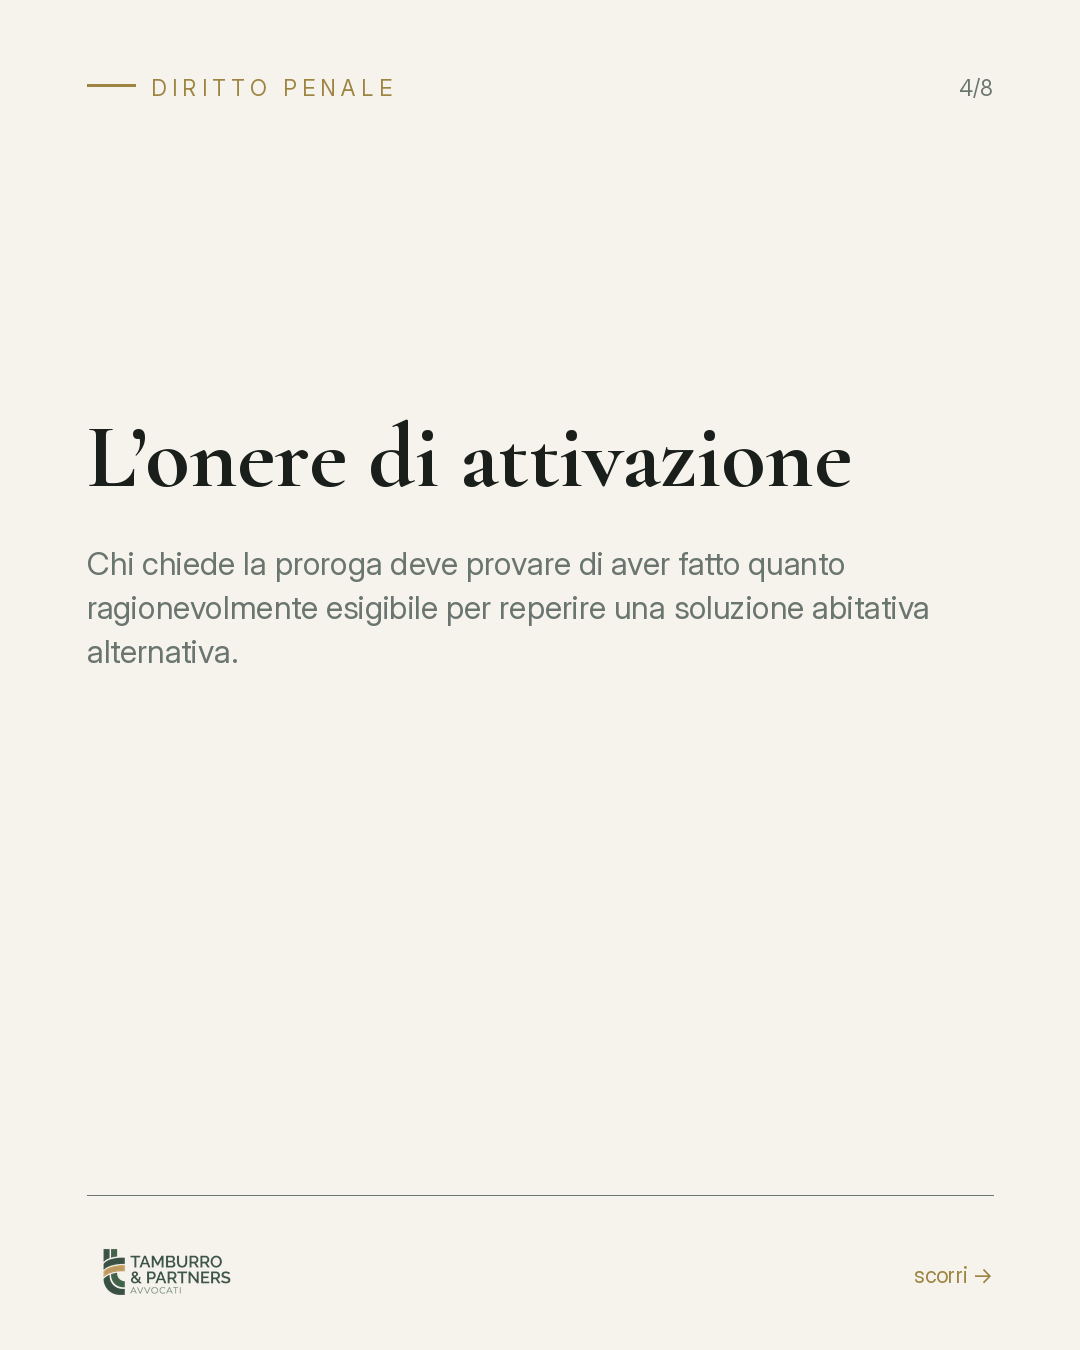 DIRITTO PENALE
4/8
L’onere di attivazione
Chi chiede la proroga deve provare di aver fatto quanto
ragionevolmente esigibile per reperire una soluzione abitativa
alternativa.
TAMBURRO
& PARTNERS
AVVOCATI
scorri →